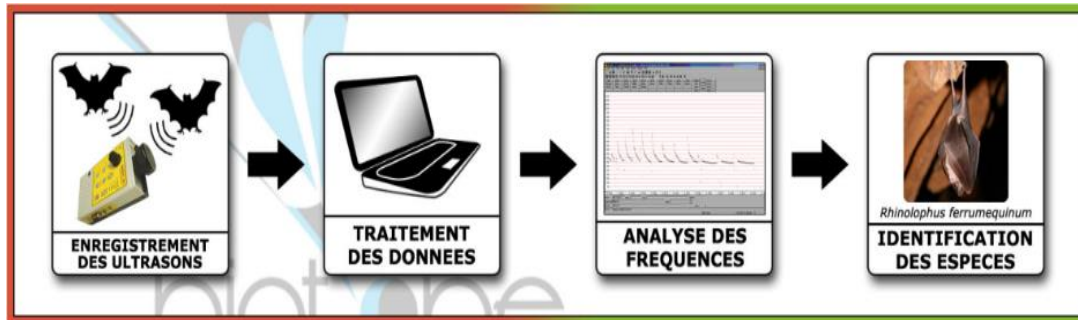 ENREGISTREMENT
DES ULTRASONS
TRAITEMENT
DES DONNEES
ANALYSE DES
FREQUENCES
Rhinolophus ferrumequinum
IDENTIFICATION
DES ESPECES
biotope